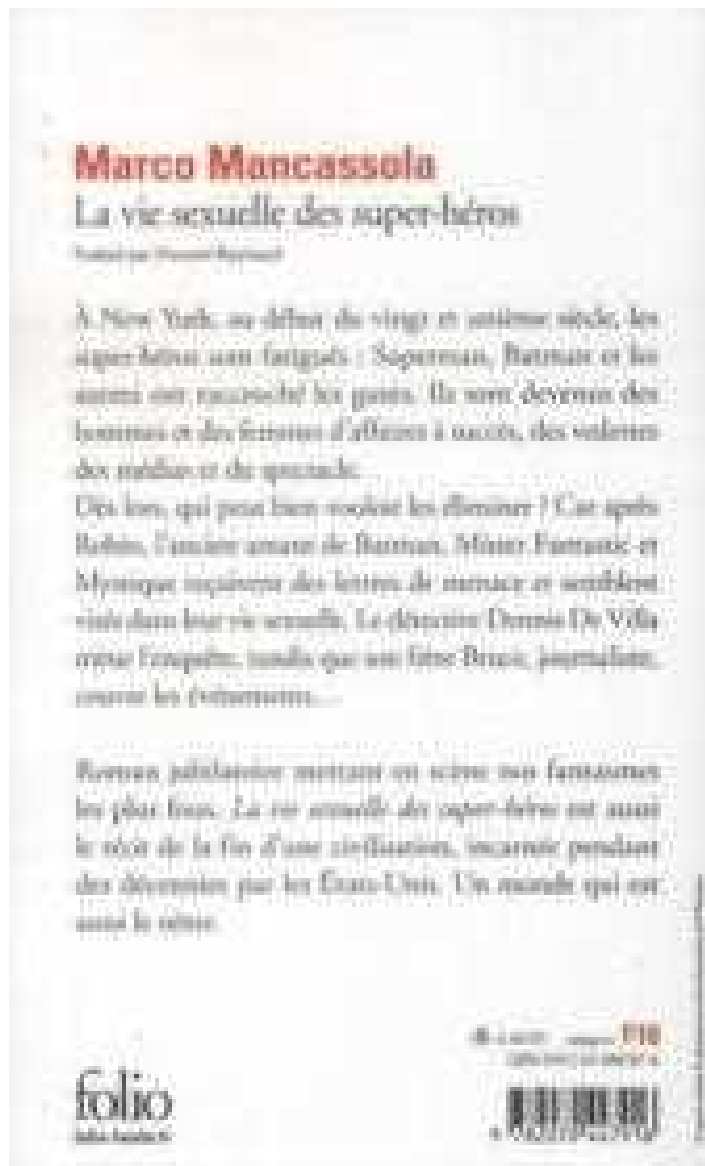 Marco Mancassola
La vie sexuelle des super-héros
Traduit par Vincent Raynaud
À New York, au début du vingt et unième siècle, les
super-héros sont fatigués : Superman, Batman et les
autres ont raccroché les gants. Ils sont devenus des
hommes et des femmes d'affaires à succès, des vedettes
des médias et du spectacle.
Dès lors, qui peut bien vouloir les éliminer ? Car après
Robin, l'ancien amant de Batman, Mister Fantastic et
Mystique reçoivent des lettres de menace et semblent
visés dans leur vie sexuelle. Le détective Dennis De Villa
mène l'enquête, tandis que son frère Bruce, journaliste,
couvre les événements...
Roman jubilatoire mettant en scène nos fantasmes
les plus fous, La vie sexuelle des super-héros est aussi
le récit de la fin d'une civilisation, incarnée pendant
des décennies par les États-Unis. Un monde qui est
aussi le nôtre.
folio